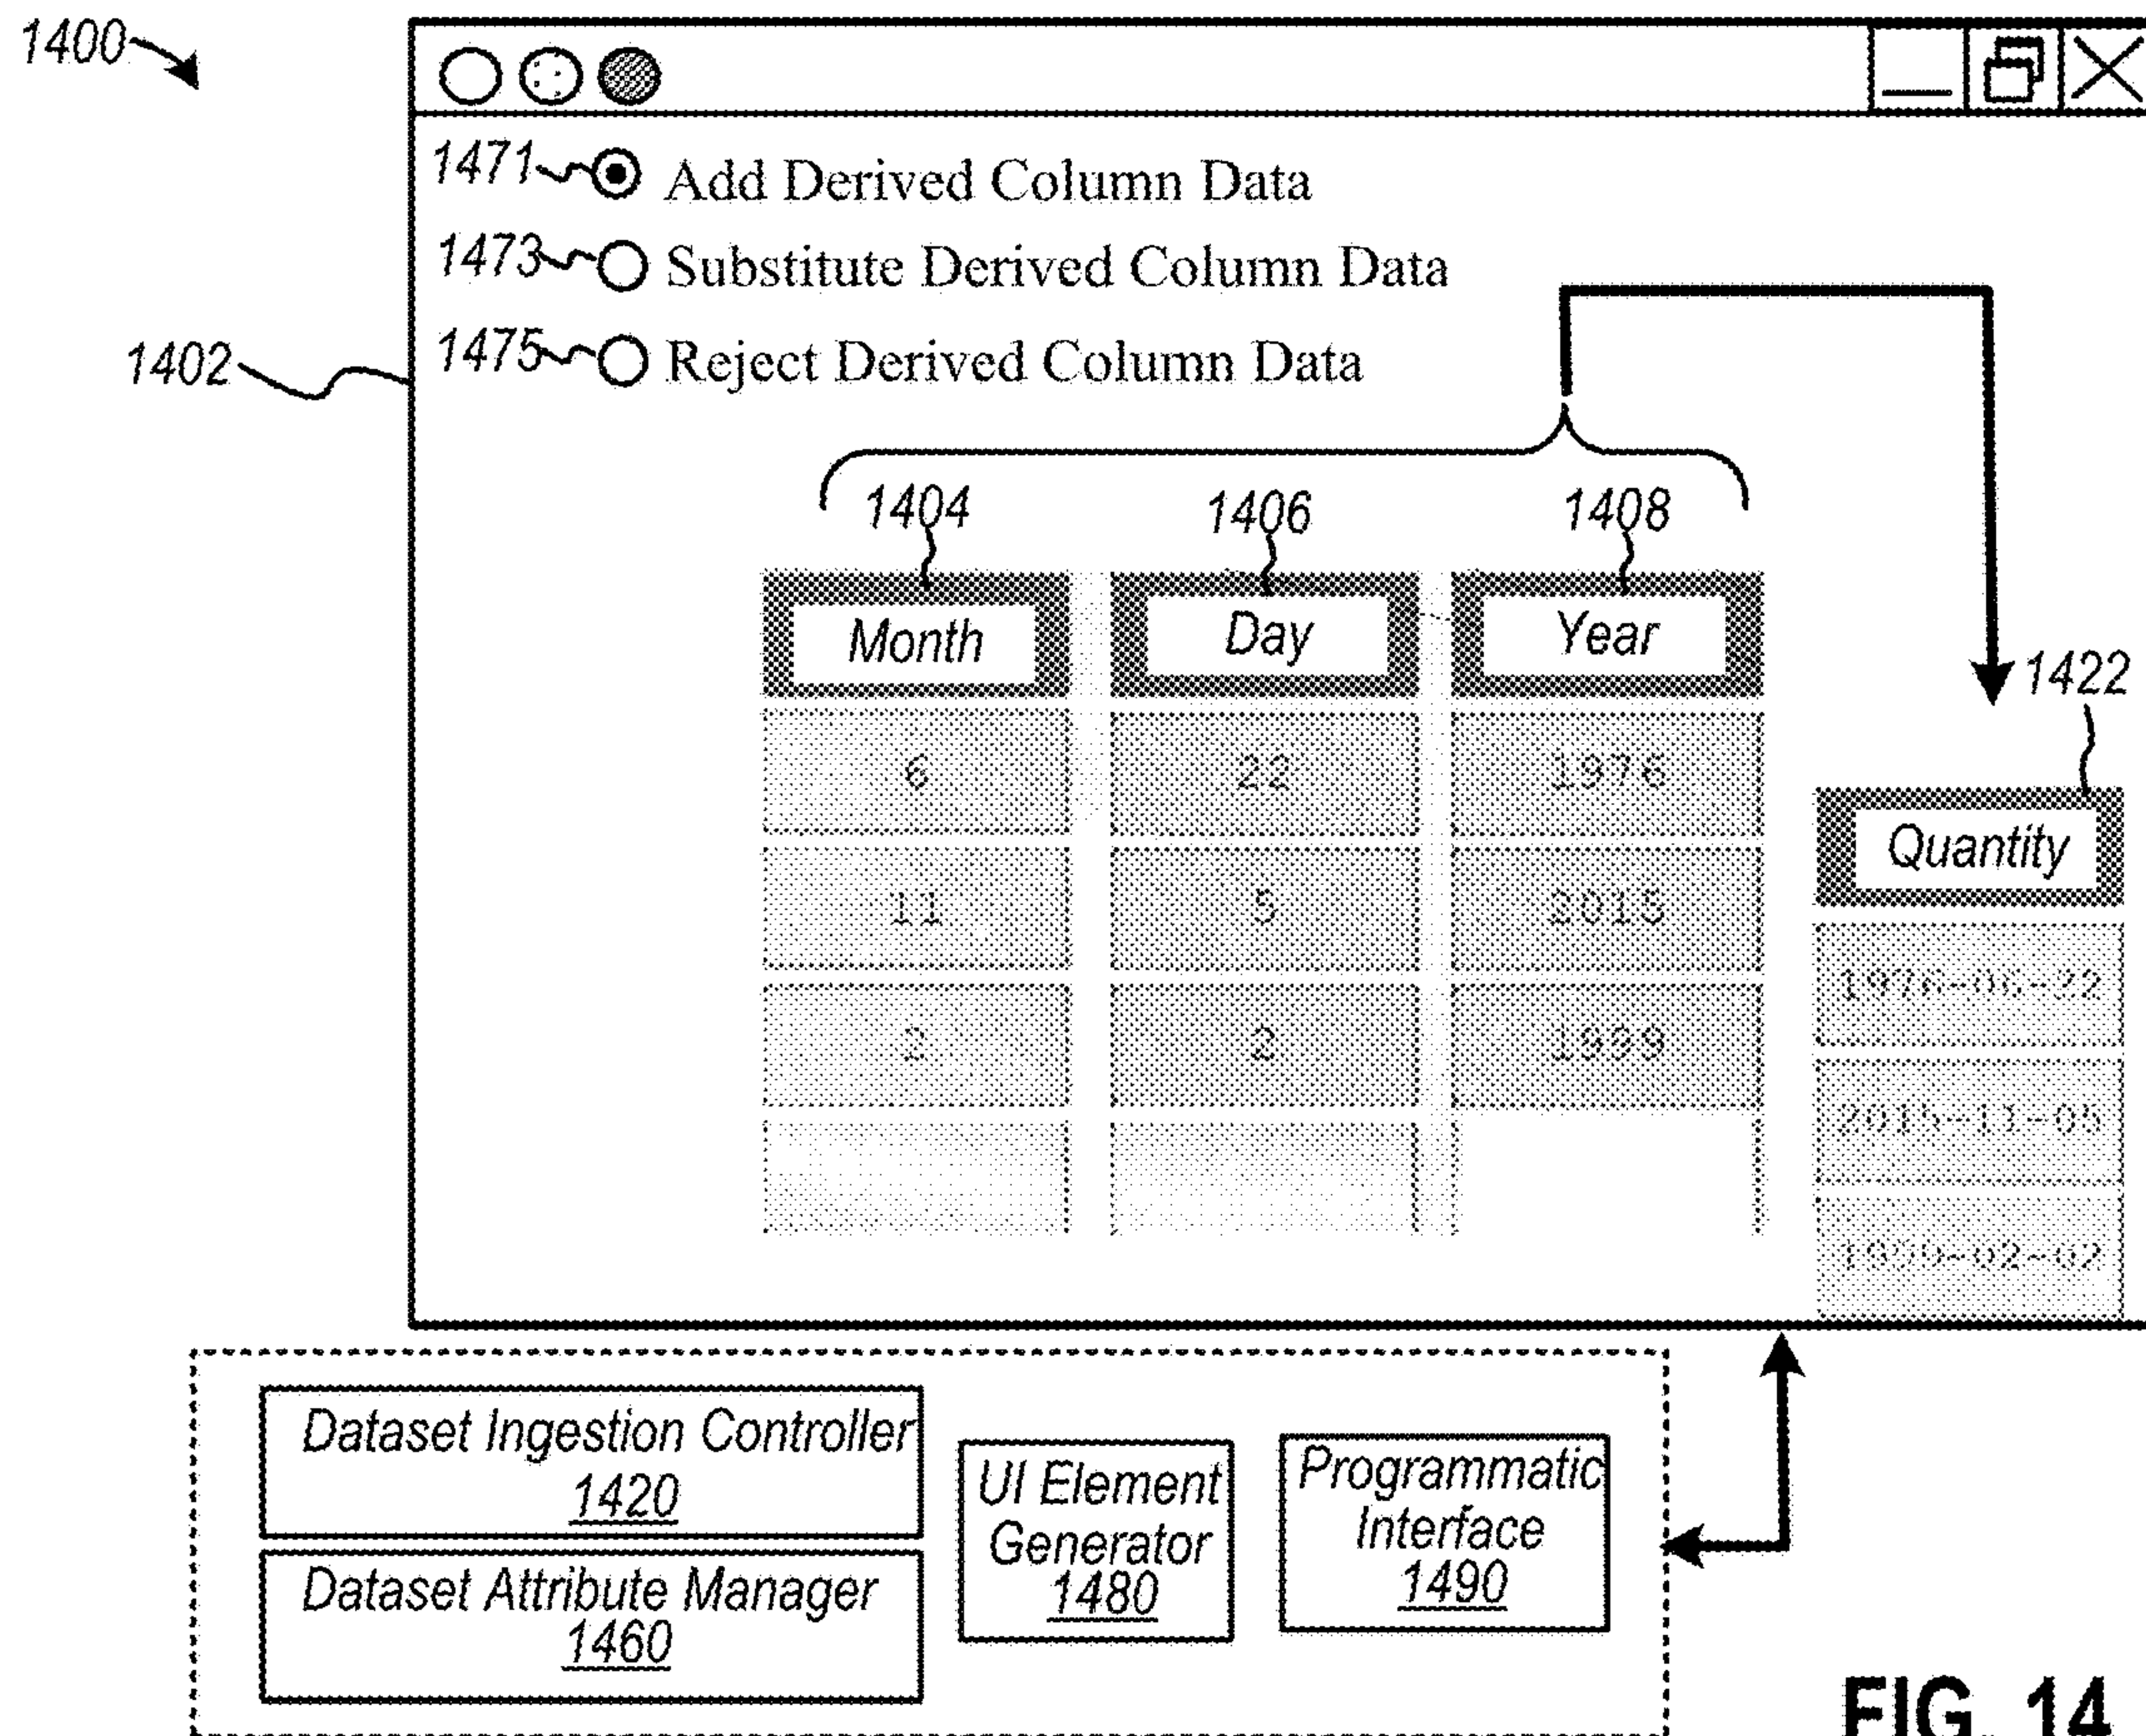 1400
1471 Add Derived Column Data
1473 Substitute Derived Column Data
1475 Reject Derived Column Data
1402
1404 1406 1408
Month Day Year
1422
6 22 1976
Quantity
11 5 2015
1976-06-22
2 2 1999
2015-11-05
1999-02-02
Dataset Ingestion Controller
1420
Dataset Attribute Manager
1460
UI Element
Generator
1480
Programmatic
Interface
1490
FIG. 14